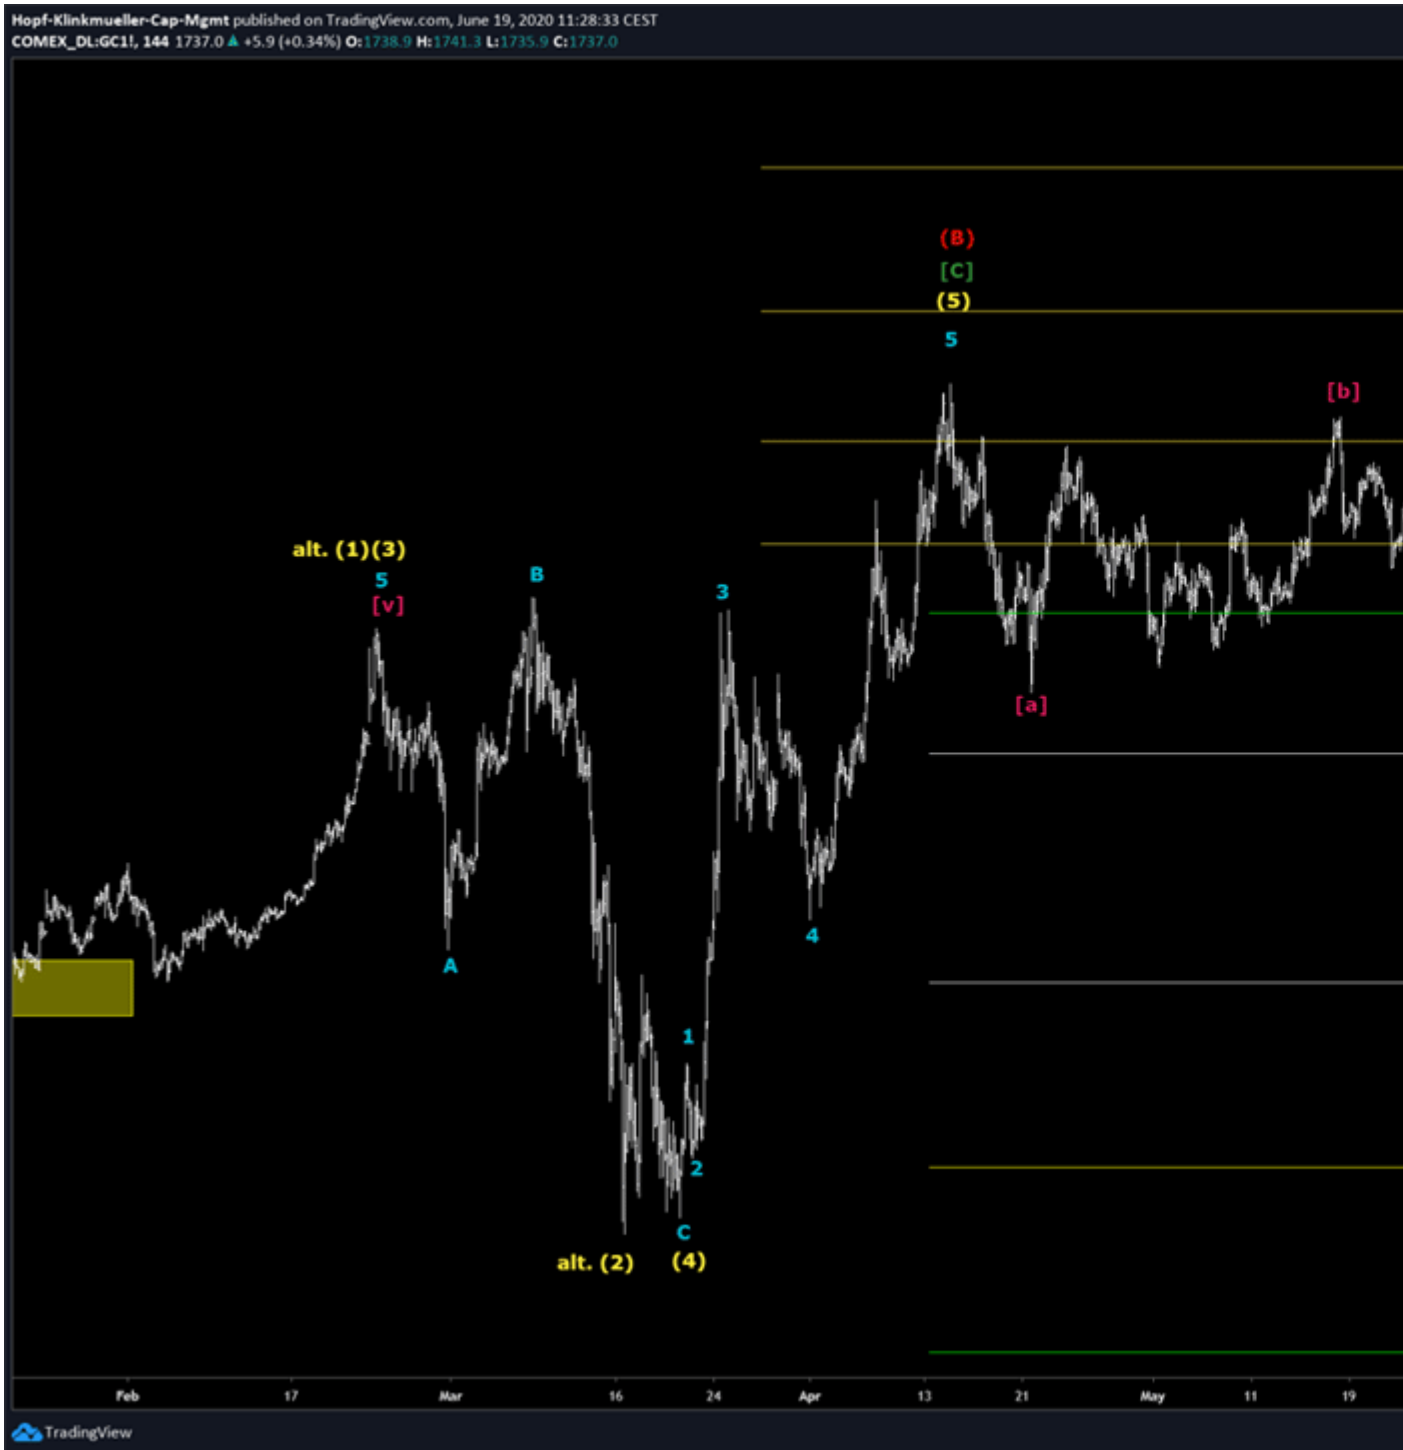 Hopf-Klinkmueller-Cap-Mgmt published on TradingView.com, June 19, 2020 11:28:33 CEST
COMEX_DL:GC1!, 144 1737.0 ▲ +5.9 (+0.34%) O:1738.9 H:1741.3 L:1735.9 C:1737.0
(B)
[C]
(5)
5
[b]
alt. (1)(3)
5
[v]
B
3
[a]
4
A
1
2
C
alt. (2) (4)
Feb 17 Mar 16 24 Apr 13 21 May 11 19
TradingView